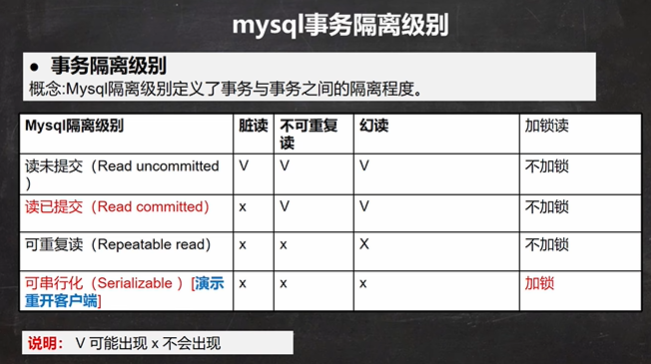 mysql事务隔离级别
● 事务隔离级别
概念:Mysql隔离级别定义了事务与事务之间的隔离程度。
Mysql隔离级别 脏读 不可重复 幻读 加锁读
读
读未提交（Read uncommitted V V V 不加锁
）
读已提交（Read committed） x V V 不加锁
可重复读（Repeatable read） x x X 不加锁
可串行化（Serializable ）[演示 x x x 加锁
重开客户端]
说明： V 可能出现 x 不会出现